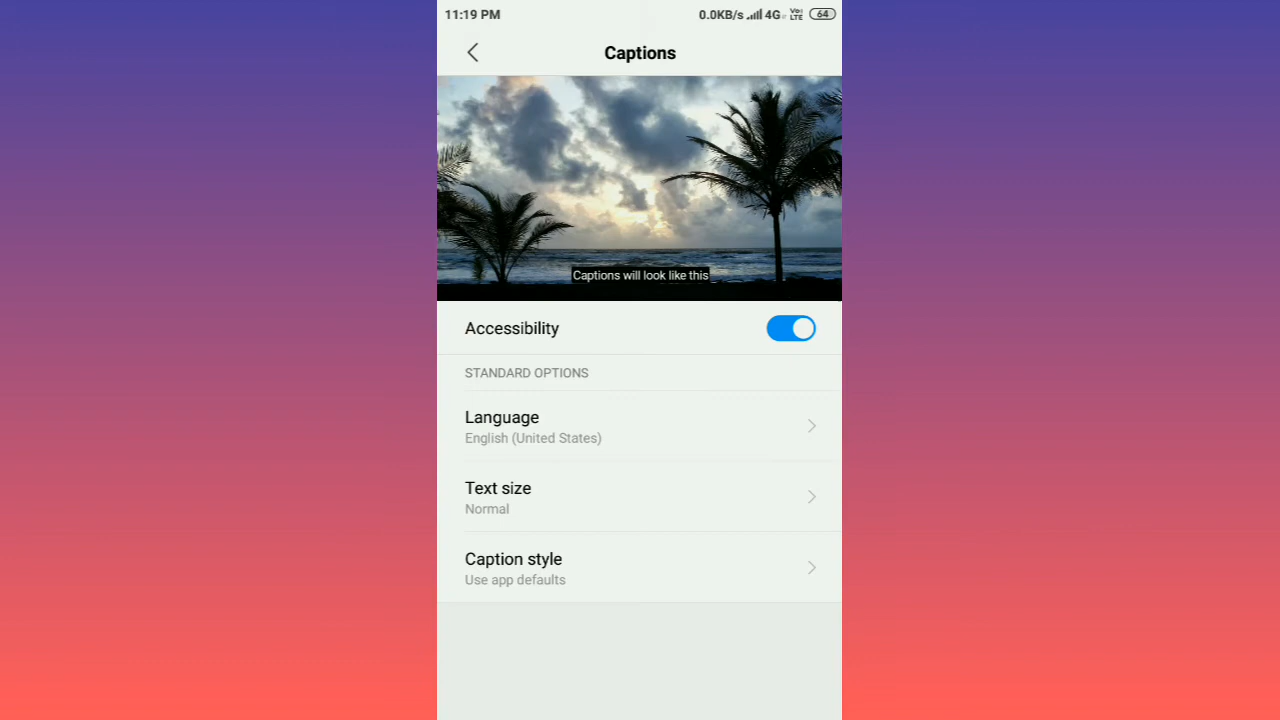 11:19 PM 0.0KB/s 4G VoLTE 64
Captions
Captions will look like this
Accessibility
STANDARD OPTIONS
Language
English (United States)
Text size
Normal
Caption style
Use app defaults